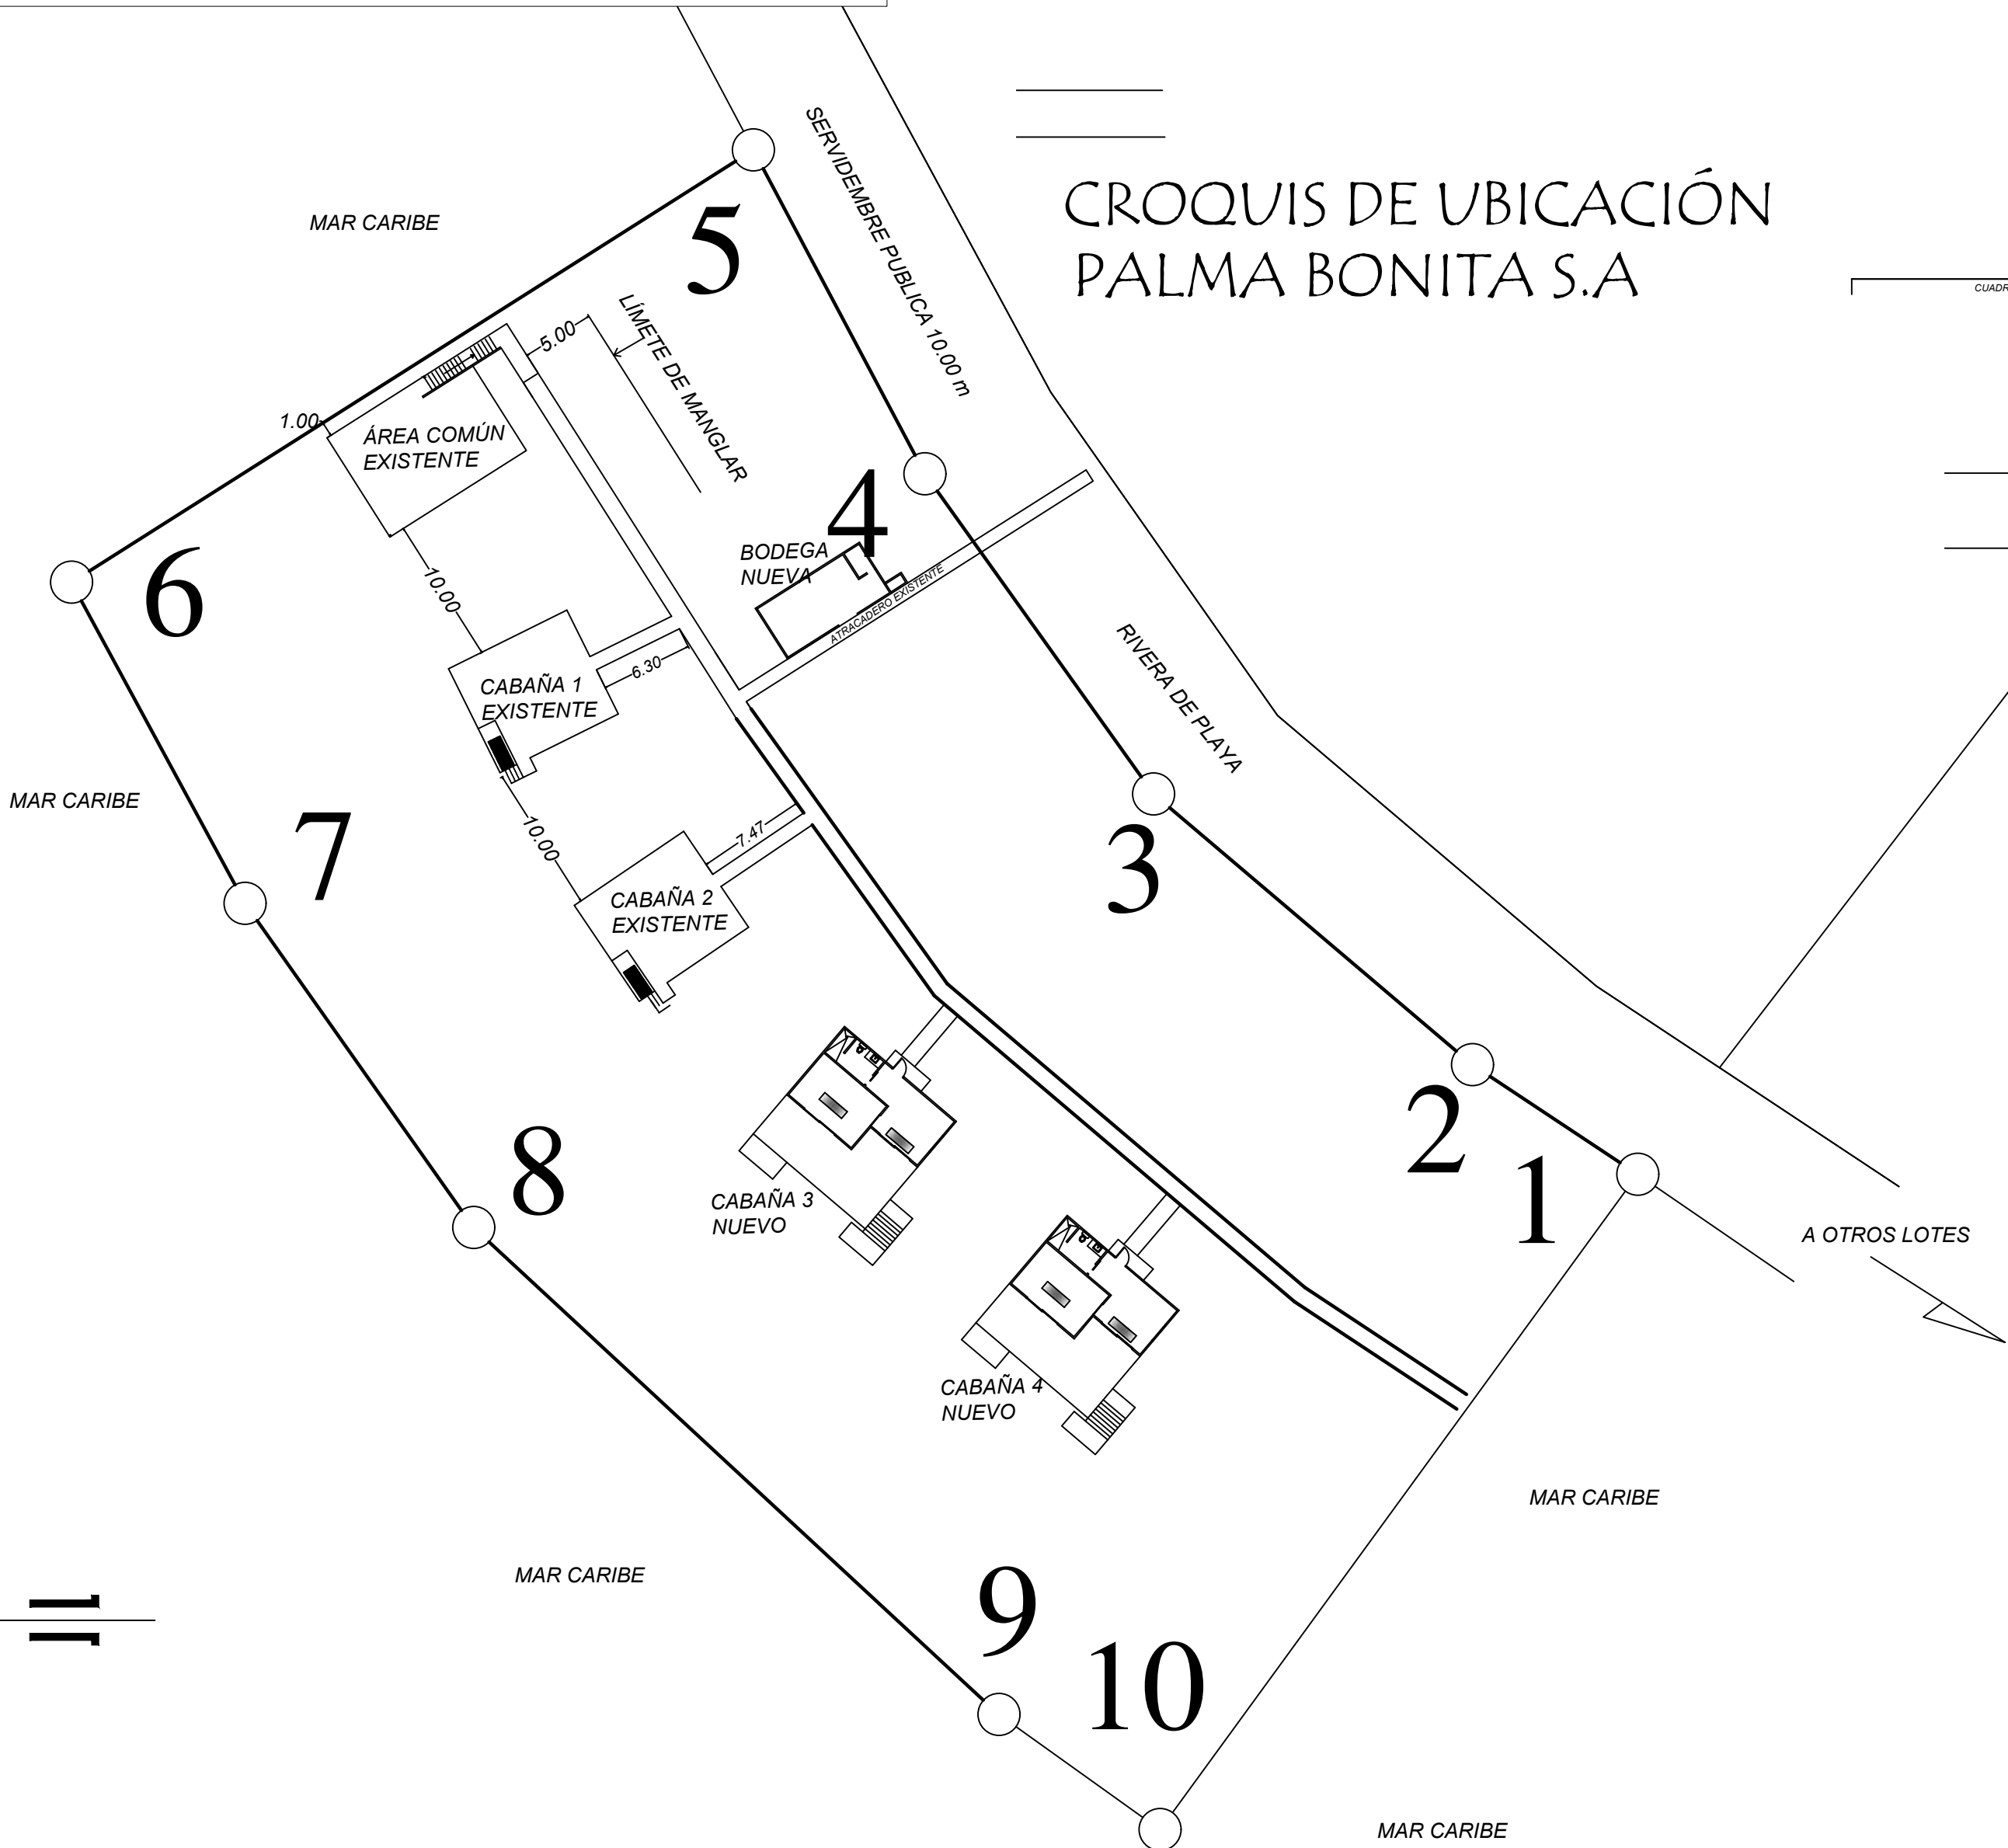 CROQUIS DE UBICACIÓN
PALMA BONITA S.A
SERVIDEMBRE PUBLICA 10.00 m
MAR CARIBE
5
LÍMETE DE MANGLAR
5.00
1.00
ÁREA COMÚN
EXISTENTE
4
BODEGA
NUEVA
ATRACADERO EXISTENTE
6
10.00
RIVERA DE PLAYA
CABAÑA 1
EXISTENTE
6.30
MAR CARIBE
7
10.00
7.47
3
CABAÑA 2
EXISTENTE
2
8
1
CABAÑA 3
NUEVO
A OTROS LOTES
CABAÑA 4
NUEVO
MAR CARIBE
MAR CARIBE
9
10
MAR CARIBE